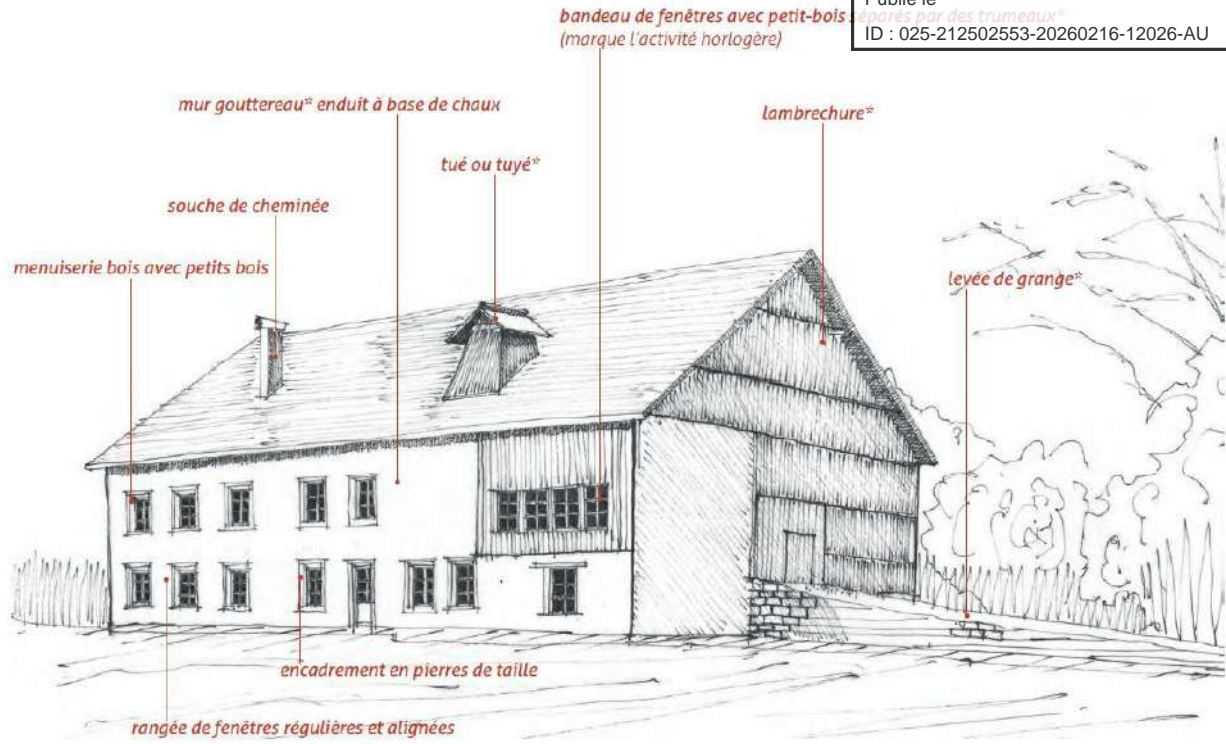 Publié le
ID : 025-212502553-20260216-12026-AU
bandeau de fenêtres avec petit-bois séparés par des trumeaux*
(marque l'activité horlogère)
mur gouttereau* enduit à base de chaux
lambrechure*
tué ou tuyé*
souche de cheminée
menuiserie bois avec petits bois
levée de grange*
encadrement en pierres de taille
rangée de fenêtres régulières et alignées